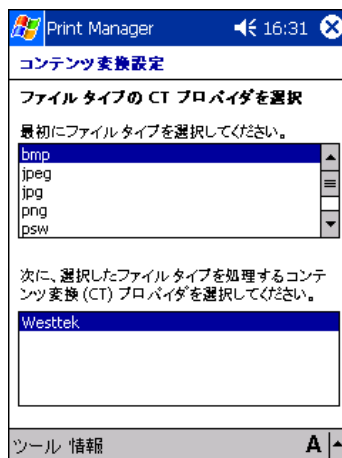 Print Manager 16:31
コンテンツ変換設定
ファイル タイプの CT プロバイダを選択
最初にファイル タイプを選択してください。
bmp
jpeg
jpg
png
psw
次に、選択したファイル タイプを処理するコンテ
ンツ変換 (CT) プロバイダを選択してください。
Westtek
ツール 情報 A